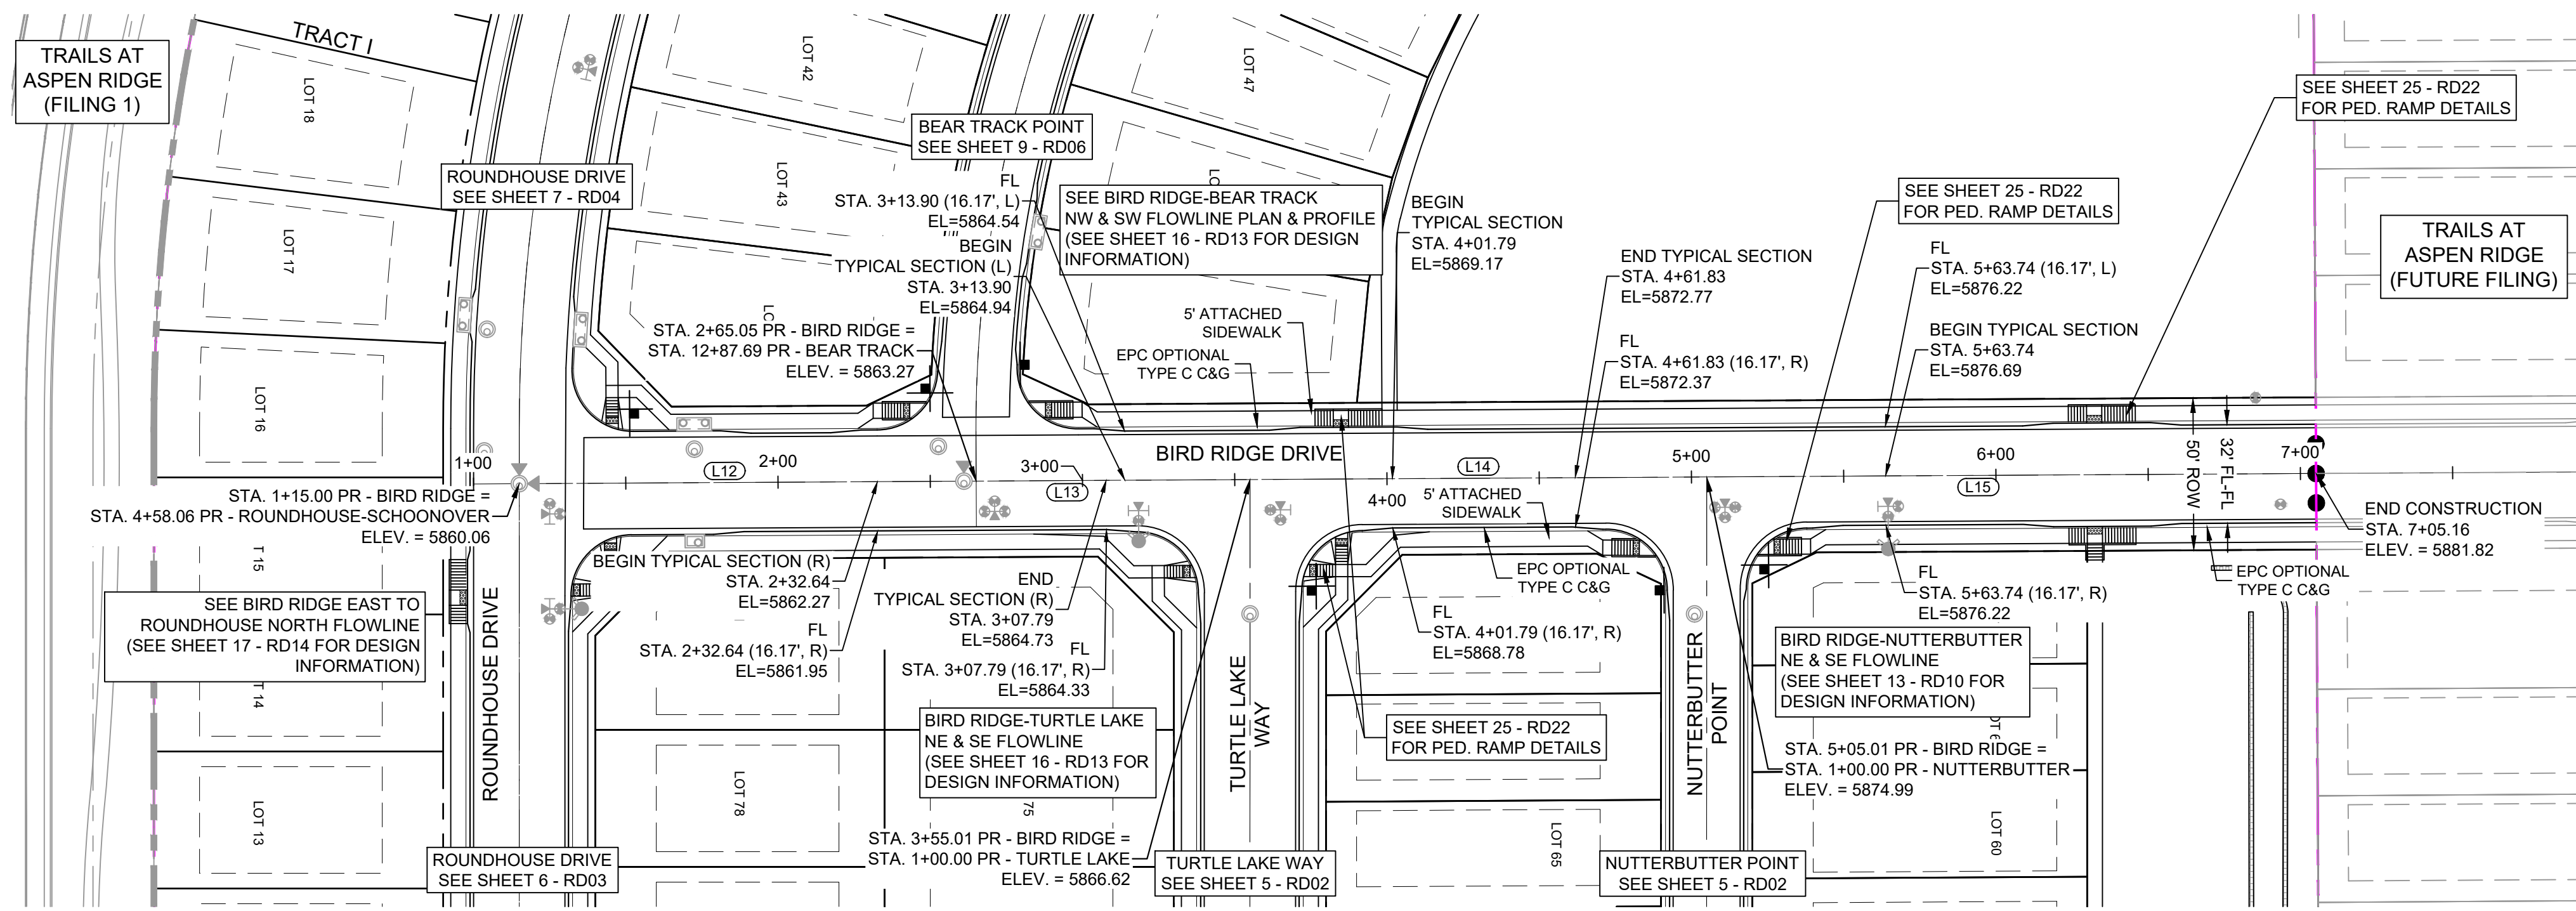 TRAILS AT
ASPEN RIDGE
(FILING 1)
TRACT I
LOT 18
LOT 17
LOT 16
LOT 13
LOT 42
LOT 43
LOT 47
ROUNDHOUSE DRIVE
SEE SHEET 7 - RD04
BEAR TRACK POINT
SEE SHEET 9 - RD06
FL
STA. 3+13.90 (16.17', L)
EL=5864.54
BEGIN
TYPICAL SECTION (L)
STA. 3+13.90
EL=5864.94
STA. 2+65.05 PR - BIRD RIDGE =
STA. 12+87.69 PR - BEAR TRACK
ELEV. = 5863.27
SEE BIRD RIDGE-BEAR TRACK
NW & SW FLOWLINE PLAN & PROFILE
(SEE SHEET 16 - RD13 FOR DESIGN
INFORMATION)
5' ATTACHED
SIDEWALK
EPC OPTIONAL
TYPE C C&G
BEGIN
TYPICAL SECTION
STA. 4+01.79
EL=5869.17
END TYPICAL SECTION
STA. 4+61.83
EL=5872.77
FL
STA. 4+61.83 (16.17', R)
EL=5872.37
SEE SHEET 25 - RD22
FOR PED. RAMP DETAILS
FL
STA. 5+63.74 (16.17', L)
EL=5876.22
BEGIN TYPICAL SECTION
STA. 5+63.74
EL=5876.69
SEE SHEET 25 - RD22
FOR PED. RAMP DETAILS
TRAILS AT
ASPEN RIDGE
(FUTURE FILING)
1+00
L12
2+00
3+00
L13
BIRD RIDGE DRIVE
4+00
L14
5+00
L15
6+00
7+00
50' ROW
32' FL-FL
STA. 1+15.00 PR - BIRD RIDGE =
STA. 4+58.06 PR - ROUNDHOUSE-SCHOONOVER
ELEV. = 5860.06
T 15
SEE BIRD RIDGE EAST TO
ROUNDHOUSE NORTH FLOWLINE
(SEE SHEET 17 - RD14 FOR DESIGN
INFORMATION)
T 14
ROUNDHOUSE DRIVE
ROUNDHOUSE DRIVE
SEE SHEET 6 - RD03
BEGIN TYPICAL SECTION (R)
STA. 2+32.64
EL=5862.27
FL
STA. 2+32.64 (16.17', R)
EL=5861.95
END
TYPICAL SECTION (R)
STA. 3+07.79
EL=5864.73
FL
STA. 3+07.79 (16.17', R)
EL=5864.33
LOT 78
75
BIRD RIDGE-TURTLE LAKE
NE & SE FLOWLINE
(SEE SHEET 16 - RD13 FOR
DESIGN INFORMATION)
STA. 3+55.01 PR - BIRD RIDGE =
STA. 1+00.00 PR - TURTLE LAKE
ELEV. = 5866.62
TURTLE LAKE
WAY
TURTLE LAKE WAY
SEE SHEET 5 - RD02
5' ATTACHED
SIDEWALK
EPC OPTIONAL
TYPE C C&G
FL
STA. 4+01.79 (16.17', R)
EL=5868.78
SEE SHEET 25 - RD22
FOR PED. RAMP DETAILS
LOT 65
NUTTERBUTTER
POINT
NUTTERBUTTER POINT
SEE SHEET 5 - RD02
BIRD RIDGE-NUTTERBUTTER
NE & SE FLOWLINE
(SEE SHEET 13 - RD10 FOR
DESIGN INFORMATION)
STA. 5+05.01 PR - BIRD RIDGE =
STA. 1+00.00 PR - NUTTERBUTTER
ELEV. = 5874.99
LOT 60
FL
STA. 5+63.74 (16.17', R)
EL=5876.22
EPC OPTIONAL
TYPE C C&G
END CONSTRUCTION
STA. 7+05.16
ELEV. = 5881.82